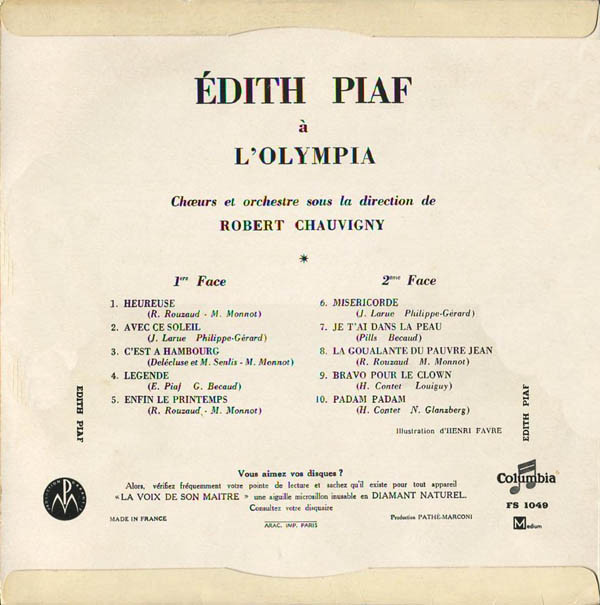 ÉDITH PIAF
à
L'OLYMPIA
Chœurs et orchestre sous la direction de
ROBERT CHAUVIGNY
*
1ère Face
1. HEUREUSE
(R. Rouzaud - M. Monnot)
2. AVEC CE SOLEIL
(J. Larue Philippe-Gérard)
3. C'EST A HAMBOURG
(Delécluse et M. Senlis - M. Monnot)
4. LEGENDE
(E. Piaf G. Becaud)
5. ENFIN LE PRINTEMPS
(R. Rouzaud - M. Monnot)
2ème Face
6. MISERICORDE
(J. Larue Philippe-Gérard)
7. JE T'AI DANS LA PEAU
(Pills Becaud)
8. LA GOUALANTE DU PAUVRE JEAN
(R. Rouzaud M. Monnot)
9. BRAVO POUR LE CLOWN
(H. Contet Louiguy)
10. PADAM PADAM
(H. Contet N. Glanzberg)
Illustration d'HENRI FAVRE
EDITH PIAF
EDITH PIAF
Vous aimez vos disques ?
Alors, vérifiez fréquemment votre pointe de lecture et sachez qu'il existe pour tout appareil
«LA VOIX DE SON MAITRE» une aiguille microsillon inusable en DIAMANT NATUREL.
Consultez votre disquaire
MADE IN FRANCE
ARAC. IMP. PARIS
Production PATHÉ-MARCONI
Columbia
FS 1049
M Medium